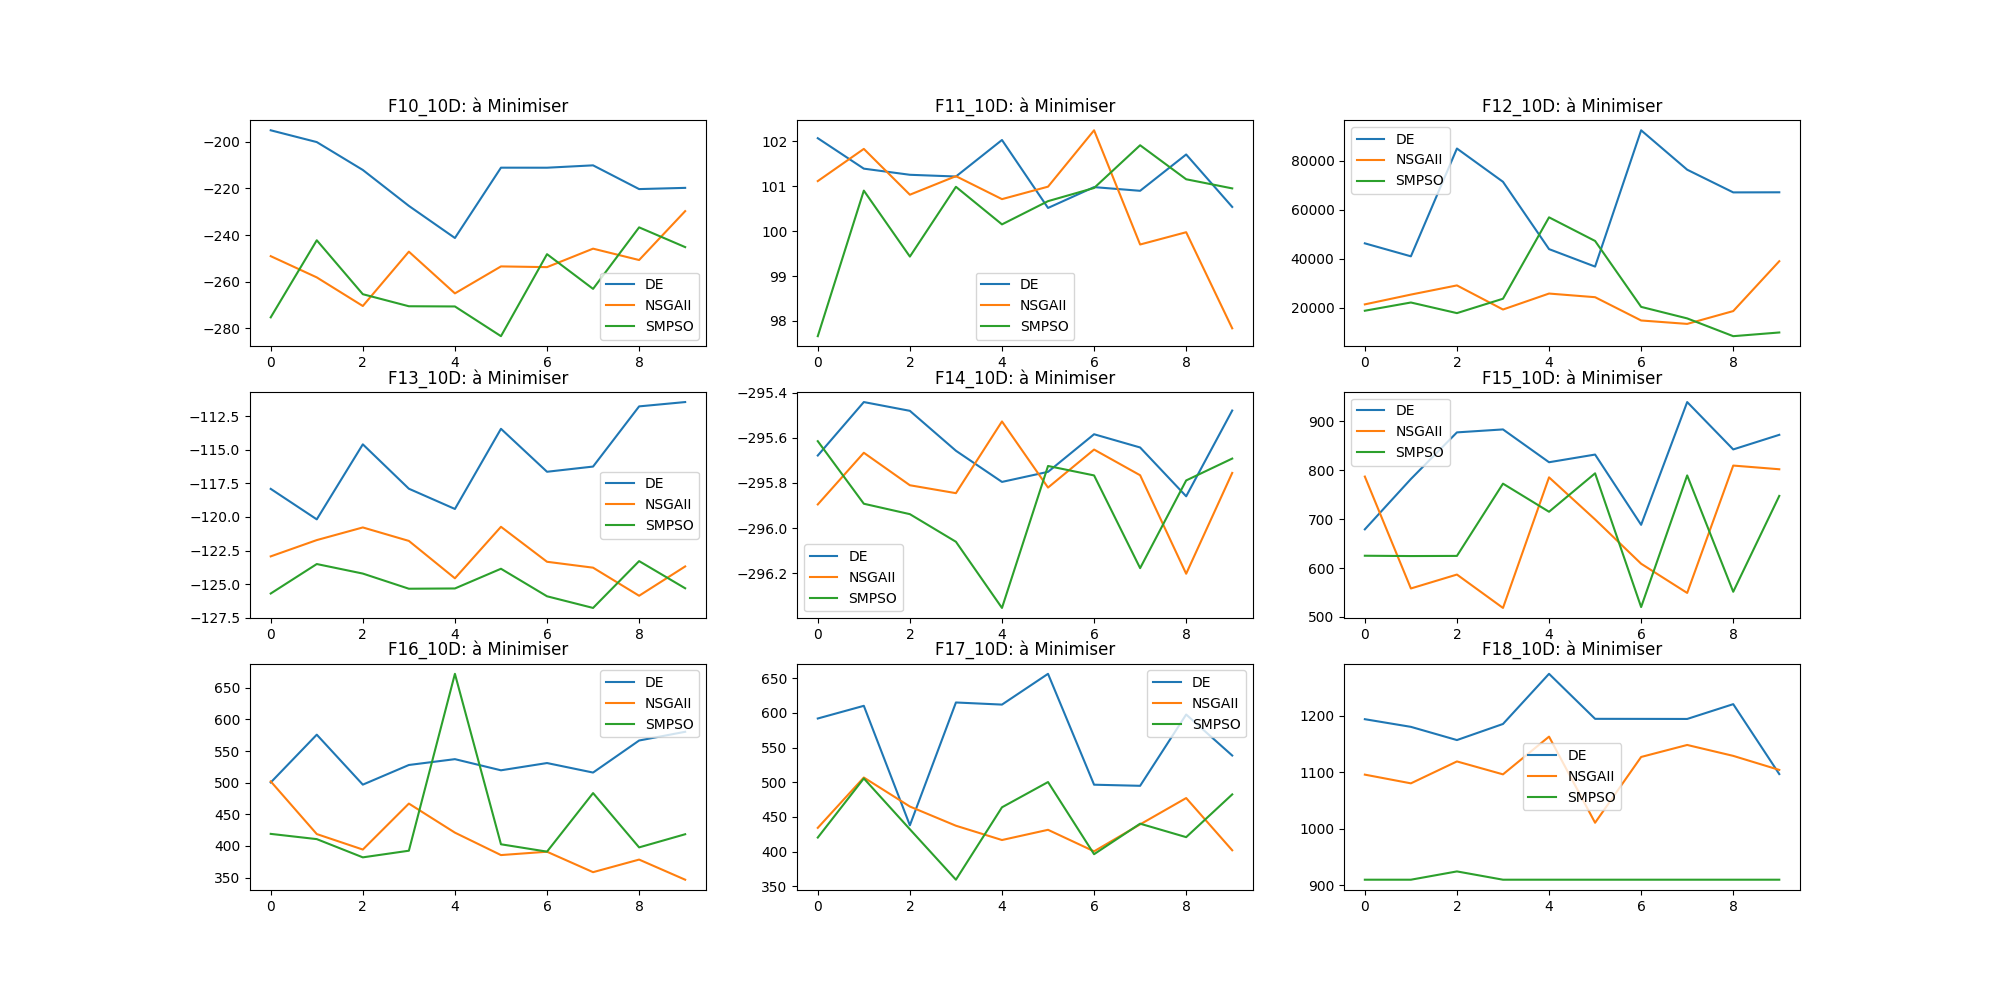 F10_10D: à Minimiser
−200
−220
−240
−260
−280
0 2 4 6 8
DE
NSGAII
SMPSO
F11_10D: à Minimiser
102
101
100
99
98
0 2 4 6 8
DE
NSGAII
SMPSO
F12_10D: à Minimiser
80000
60000
40000
20000
0 2 4 6 8
DE
NSGAII
SMPSO
F13_10D: à Minimiser
−112.5
−115.0
−117.5
−120.0
−122.5
−125.0
−127.5
0 2 4 6 8
DE
NSGAII
SMPSO
F14_10D: à Minimiser
−295.4
−295.6
−295.8
−296.0
−296.2
0 2 4 6 8
DE
NSGAII
SMPSO
F15_10D: à Minimiser
900
800
700
600
500
0 2 4 6 8
DE
NSGAII
SMPSO
F16_10D: à Minimiser
650
600
550
500
450
400
350
0 2 4 6 8
DE
NSGAII
SMPSO
F17_10D: à Minimiser
650
600
550
500
450
400
350
0 2 4 6 8
DE
NSGAII
SMPSO
F18_10D: à Minimiser
1200
1100
1000
900
0 2 4 6 8
DE
NSGAII
SMPSO